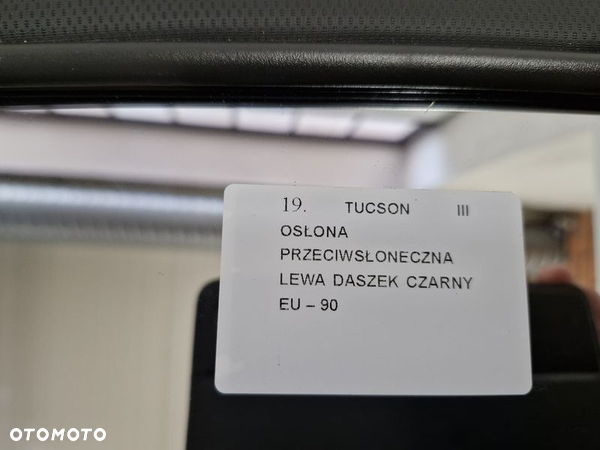 19. TUCSON III
OSŁONA
PRZECIWSŁONECZNA
LEWA DASZEK CZARNY
EU – 90
OTOMOTO